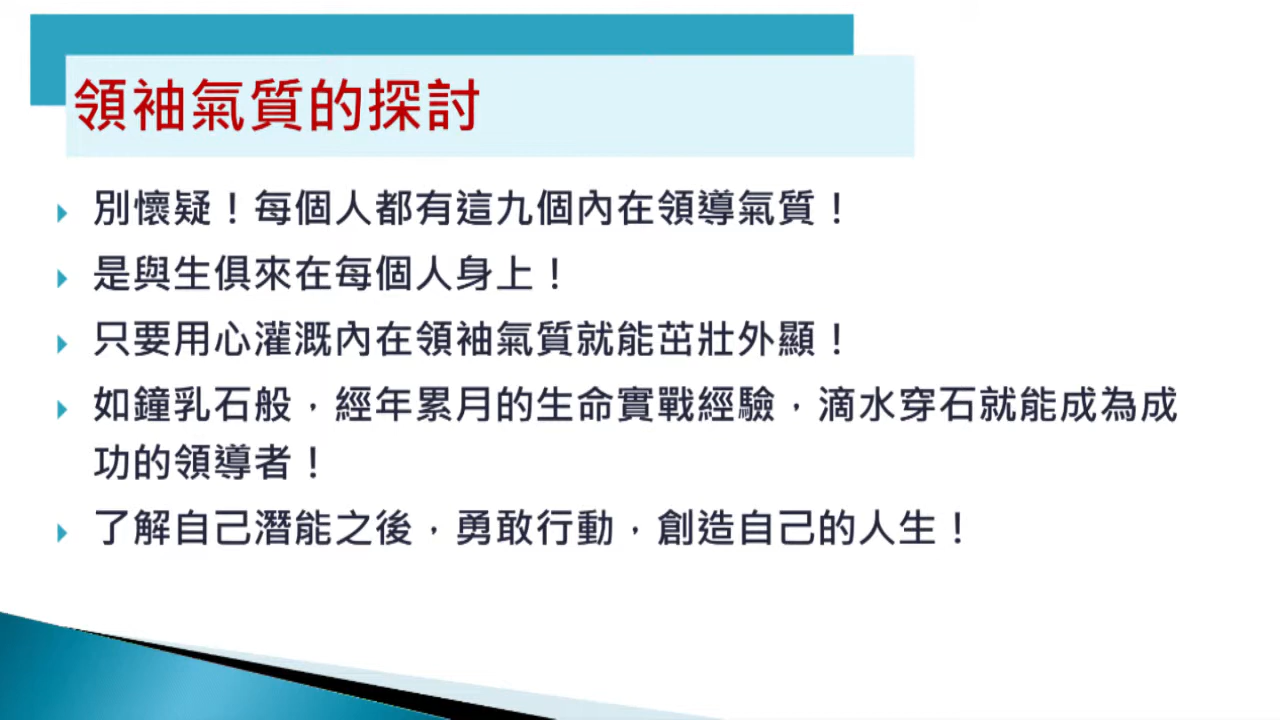 領袖氣質的探討
別懷疑！每個人都有這九個內在領導氣質！
是與生俱來在每個人身上！
只要用心灌溉內在領袖氣質就能茁壯外顯！
如鐘乳石般，經年累月的生命實戰經驗，滴水穿石就能成為成
功的領導者！
了解自己潛能之後，勇敢行動，創造自己的人生！